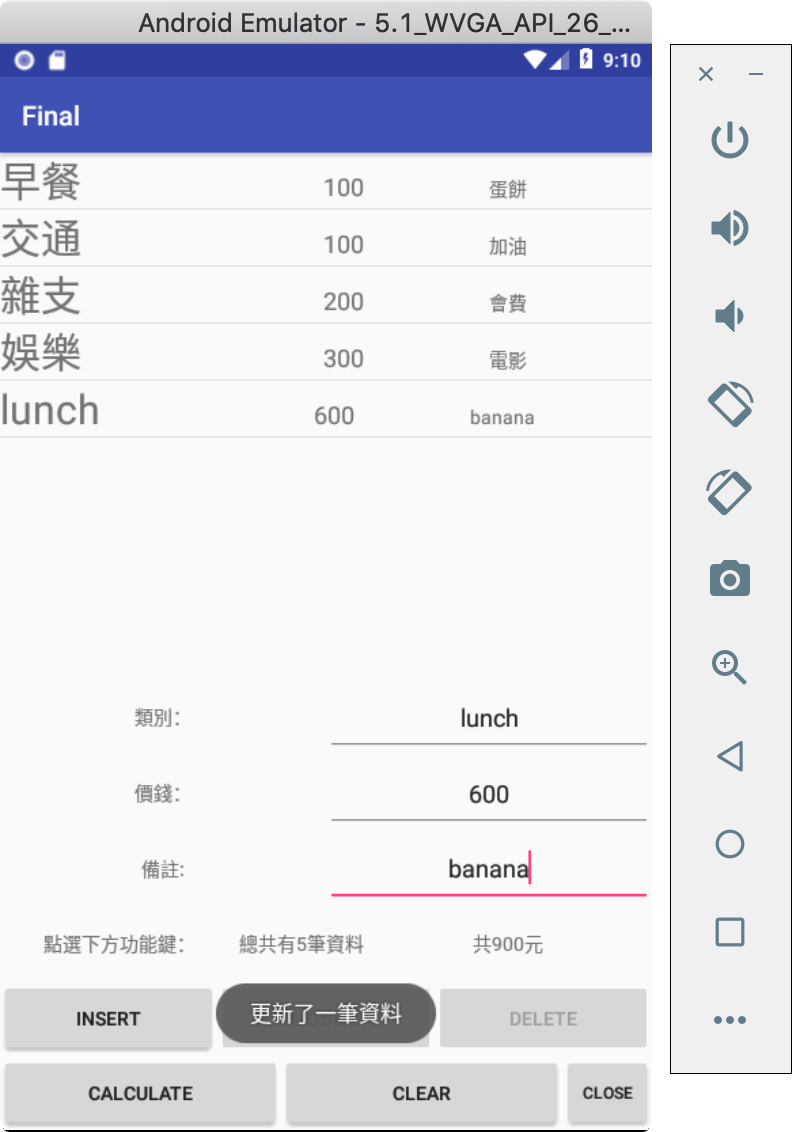 Android Emulator - 5.1_WVGA_API_26_...
9:10
Final
早餐 100 蛋餅
交通 100 加油
雜支 200 會費
娛樂 300 電影
lunch 600 banana
類別: lunch
價錢: 600
備註: banana
點選下方功能鍵: 總共有5筆資料 共900元
INSERT 更新了一筆資料 DELETE
CALCULATE CLEAR CLOSE